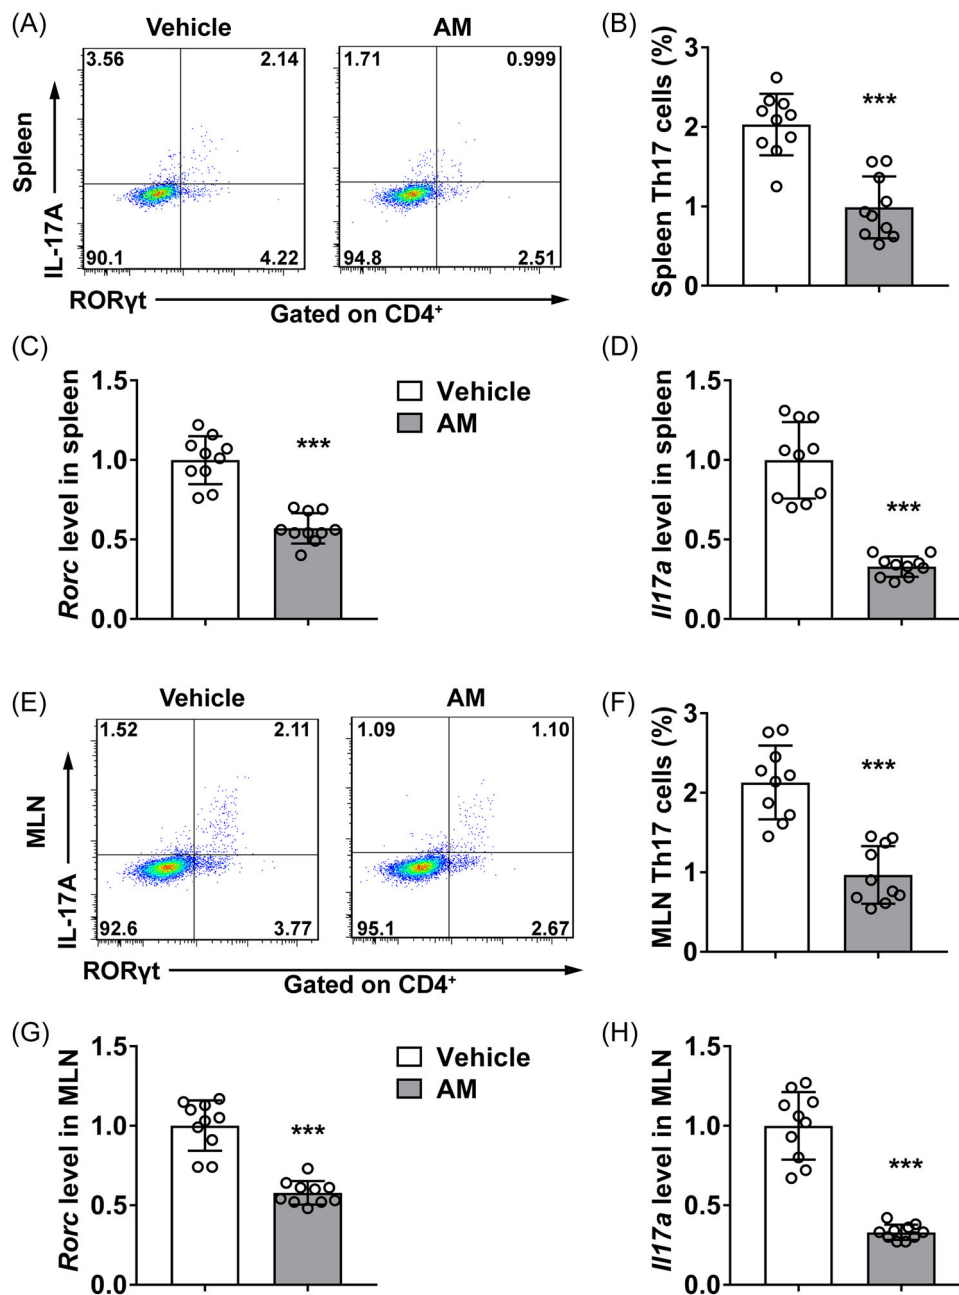 (A)
Vehicle
AM
3.56
2.14
90.1
4.22
1.71
0.999
94.8
2.51
Spleen
IL-17A
RORγt
Gated on CD4+
(B)
Spleen Th17 cells (%)
3
2
1
0
***
(C)
Rorc level in spleen
1.5
1.0
0.5
0.0
***
Vehicle
AM
(D)
Il17a level in spleen
1.5
1.0
0.5
0.0
***
(E)
Vehicle
AM
1.52
2.11
92.6
3.77
1.09
1.10
95.1
2.67
MLN
IL-17A
RORγt
Gated on CD4+
(F)
MLN Th17 cells (%)
3
2
1
0
***
(G)
Rorc level in MLN
1.5
1.0
0.5
0.0
***
Vehicle
AM
(H)
Il17a level in MLN
1.5
1.0
0.5
0.0
***